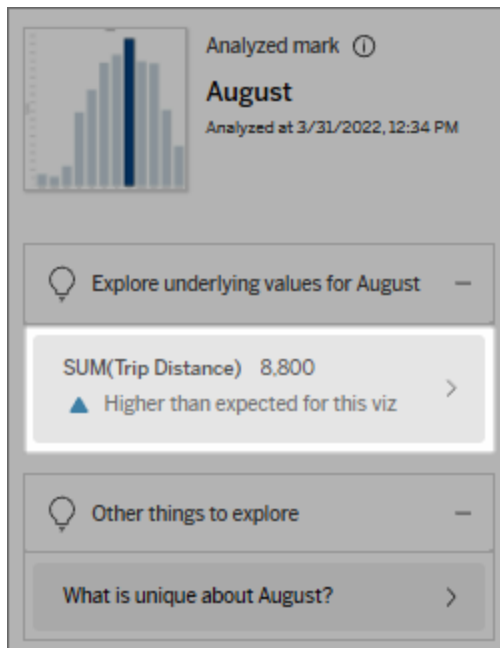 Analyzed mark
August
Analyzed at 3/31/2022, 12:34 PM
Explore underlying values for August
SUM(Trip Distance) 8,800
Higher than expected for this viz
Other things to explore
What is unique about August?